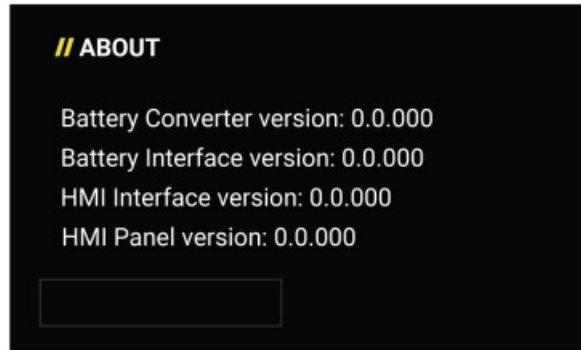 // ABOUT
Battery Converter version: 0.0.000
Battery Interface version: 0.0.000
HMI Interface version: 0.0.000
HMI Panel version: 0.0.000